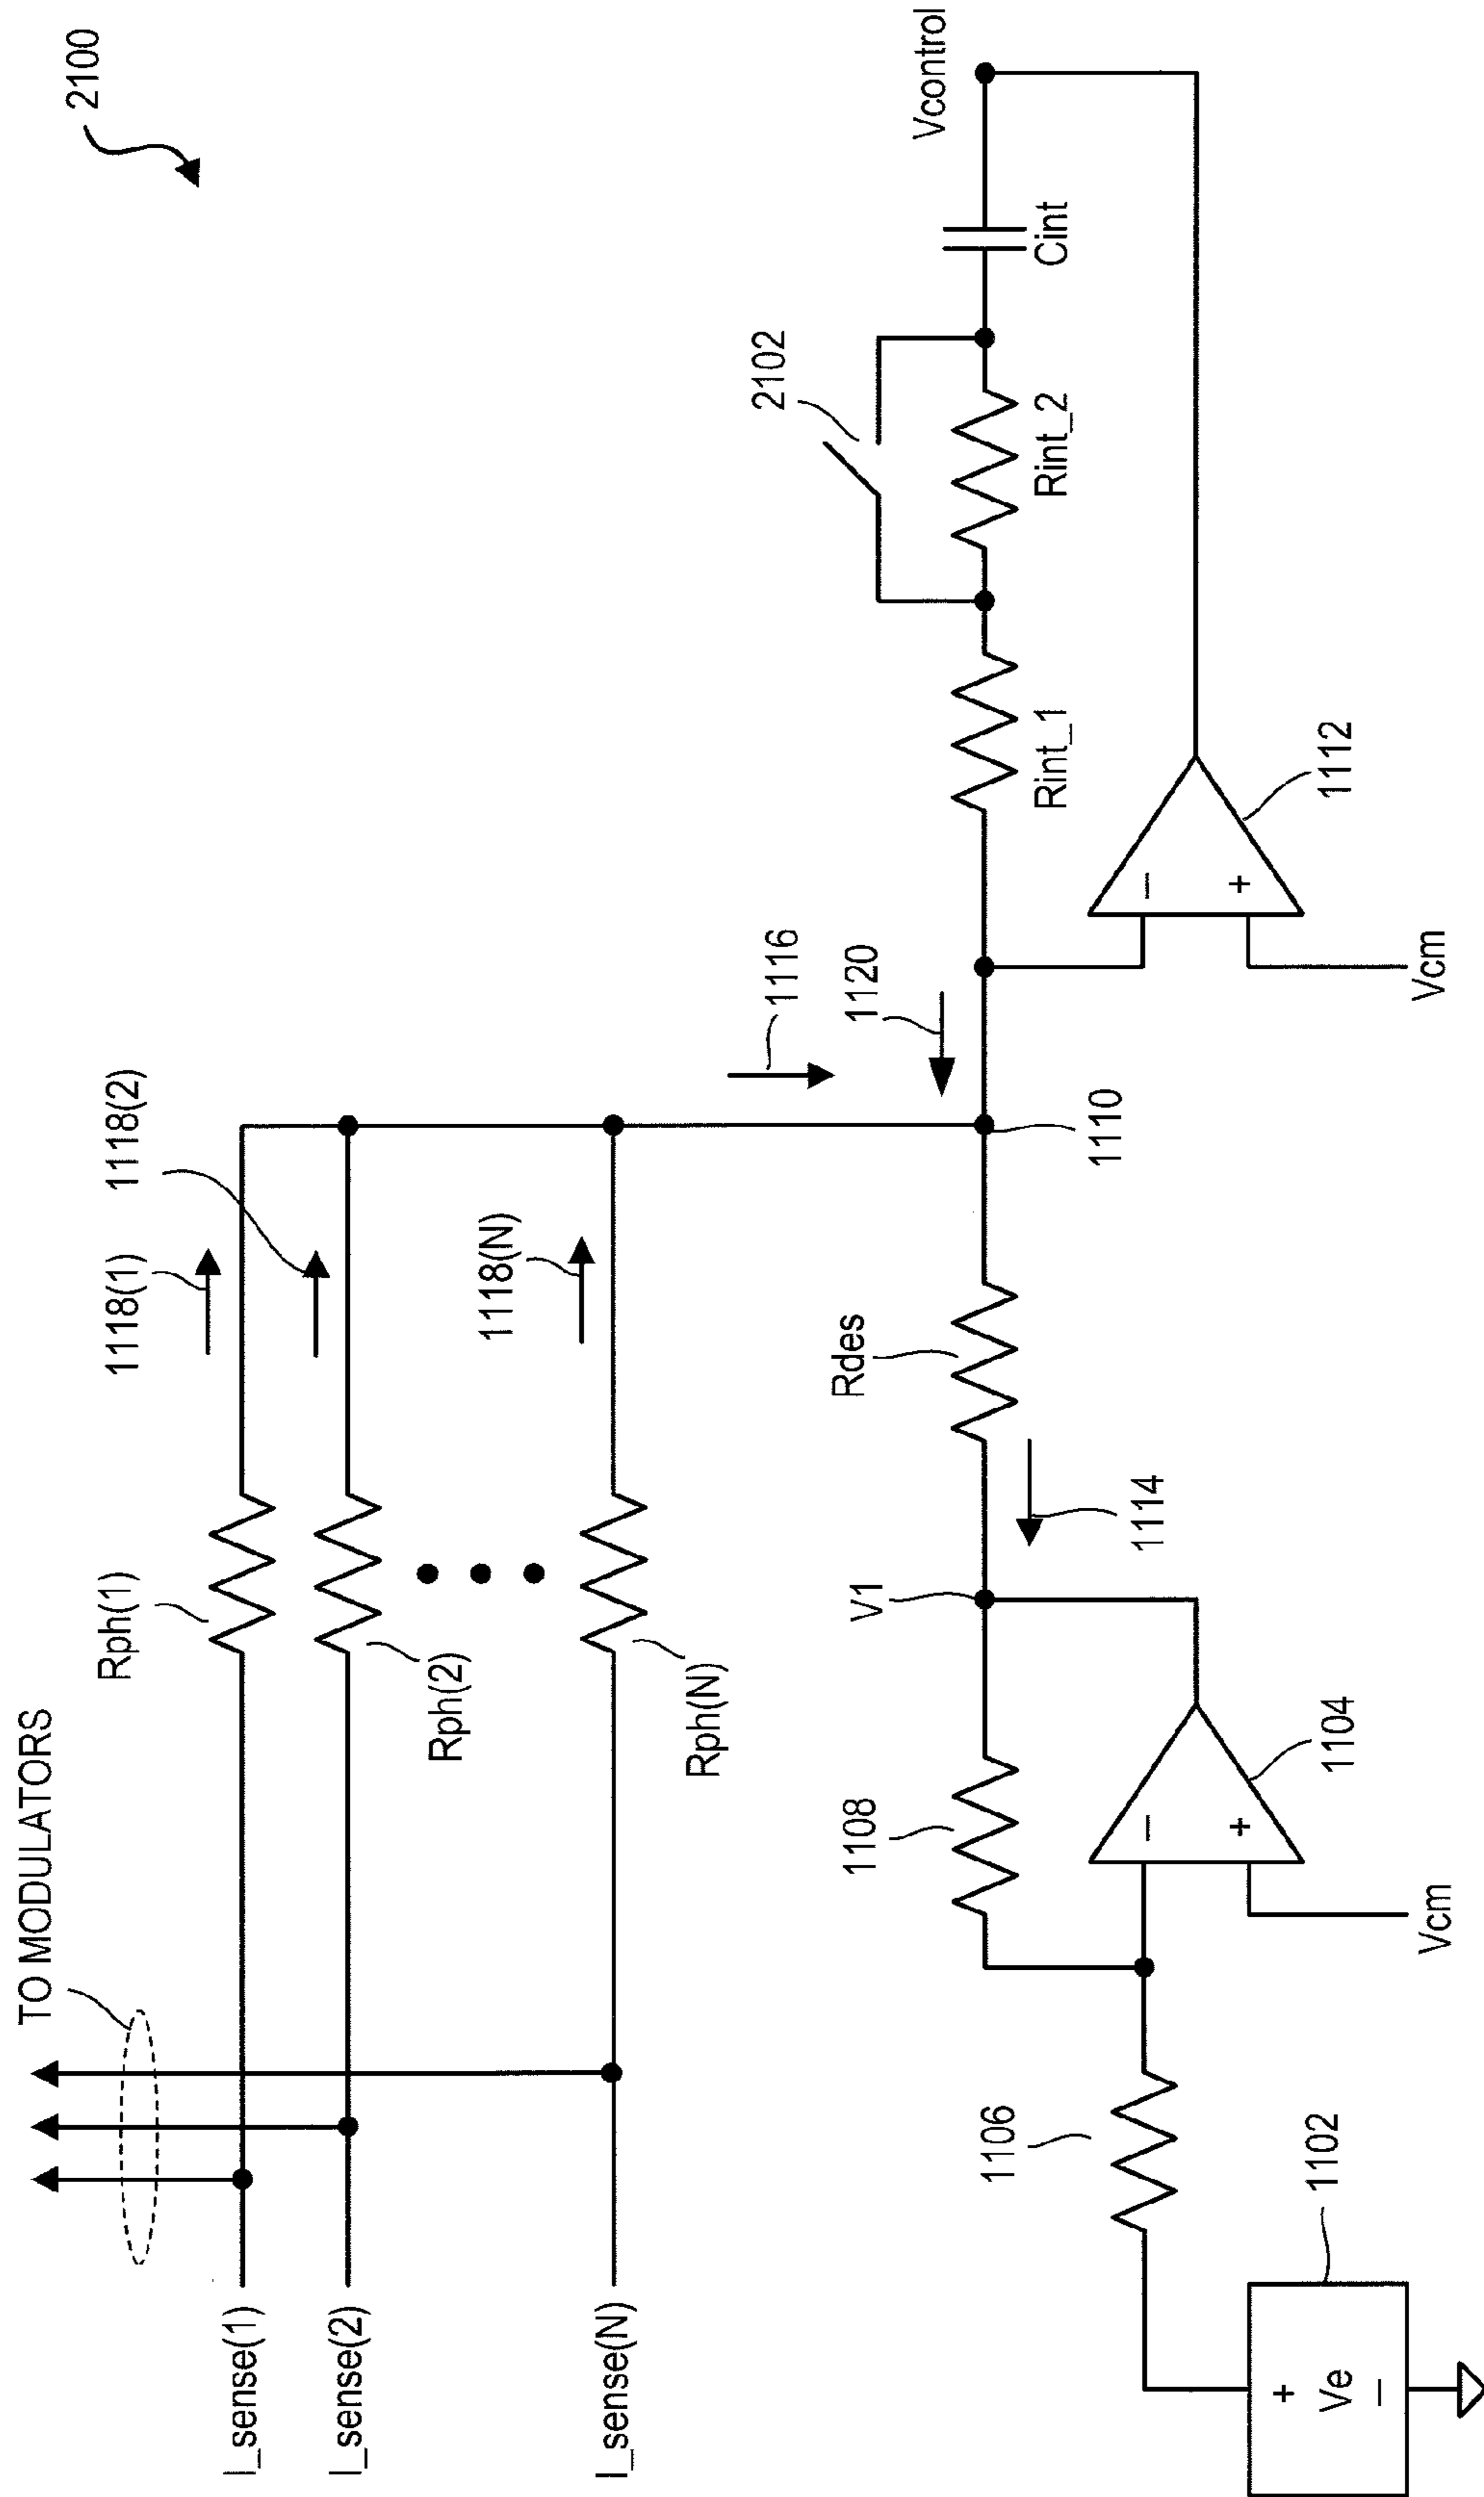 2100
TO MODULATORS
I_sense(1)
Rph(1)
1118(1)
1118(2)
I_sense(2)
Rph(2)
1118(N)
I_sense(N)
Rph(N)
1116
2102
Vcontrol
V1
Rdes
1120
1108
1114
1110
Rint_1
Rint_2
Cint
1106
−
+
1104
Vcm
−
+
1112
Vcm
1102
+
Ve
−